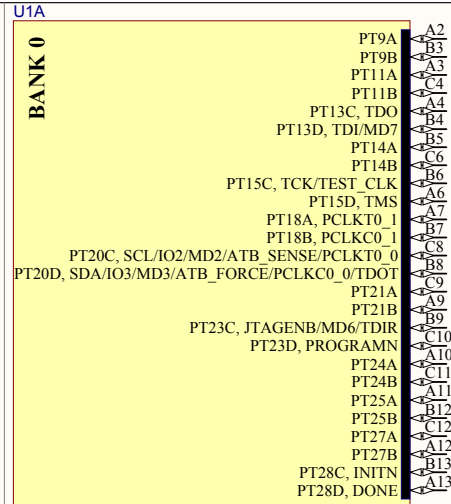 U1A
BANK 0
PT9A A2
PT9B B3
PT11A A3
PT11B C4
PT13C, TDO A4
PT13D, TDI/MD7 B4
PT14A B5
PT14B C6
PT15C, TCK/TEST_CLK B6
PT15D, TMS A6
PT18A, PCLKT0_1 A7
PT18B, PCLKC0_1 B7
PT20C, SCL/IO2/MD2/ATB_SENSE/PCLKT0_0 C8
PT20D, SDA/IO3/MD3/ATB_FORCE/PCLKC0_0/TDOT B8
PT21A C9
PT21B A9
PT23C, JTAGENB/MD6/TDIR B9
PT23D, PROGRAMN C10
PT24A A10
PT24B C11
PT25A A11
PT25B B12
PT27A C12
PT27B A12
PT28C, INITN B13
PT28D, DONE A13